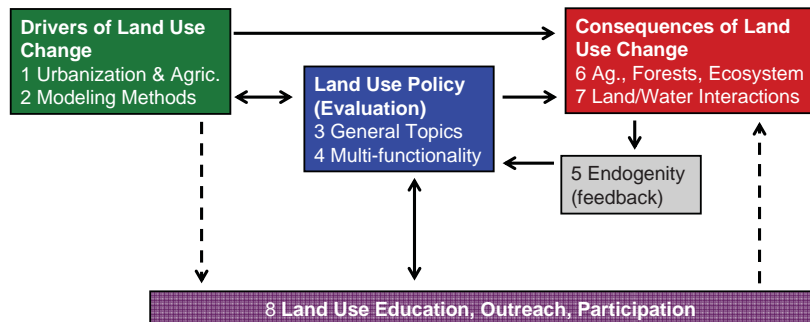 Drivers of Land Use
Change
1 Urbanization & Agric.
2 Modeling Methods
Land Use Policy
(Evaluation)
3 General Topics
4 Multi-functionality
Consequences of Land
Use Change
6 Ag., Forests, Ecosystem
7 Land/Water Interactions
5 Endogenity
(feedback)
8 Land Use Education, Outreach, Participation